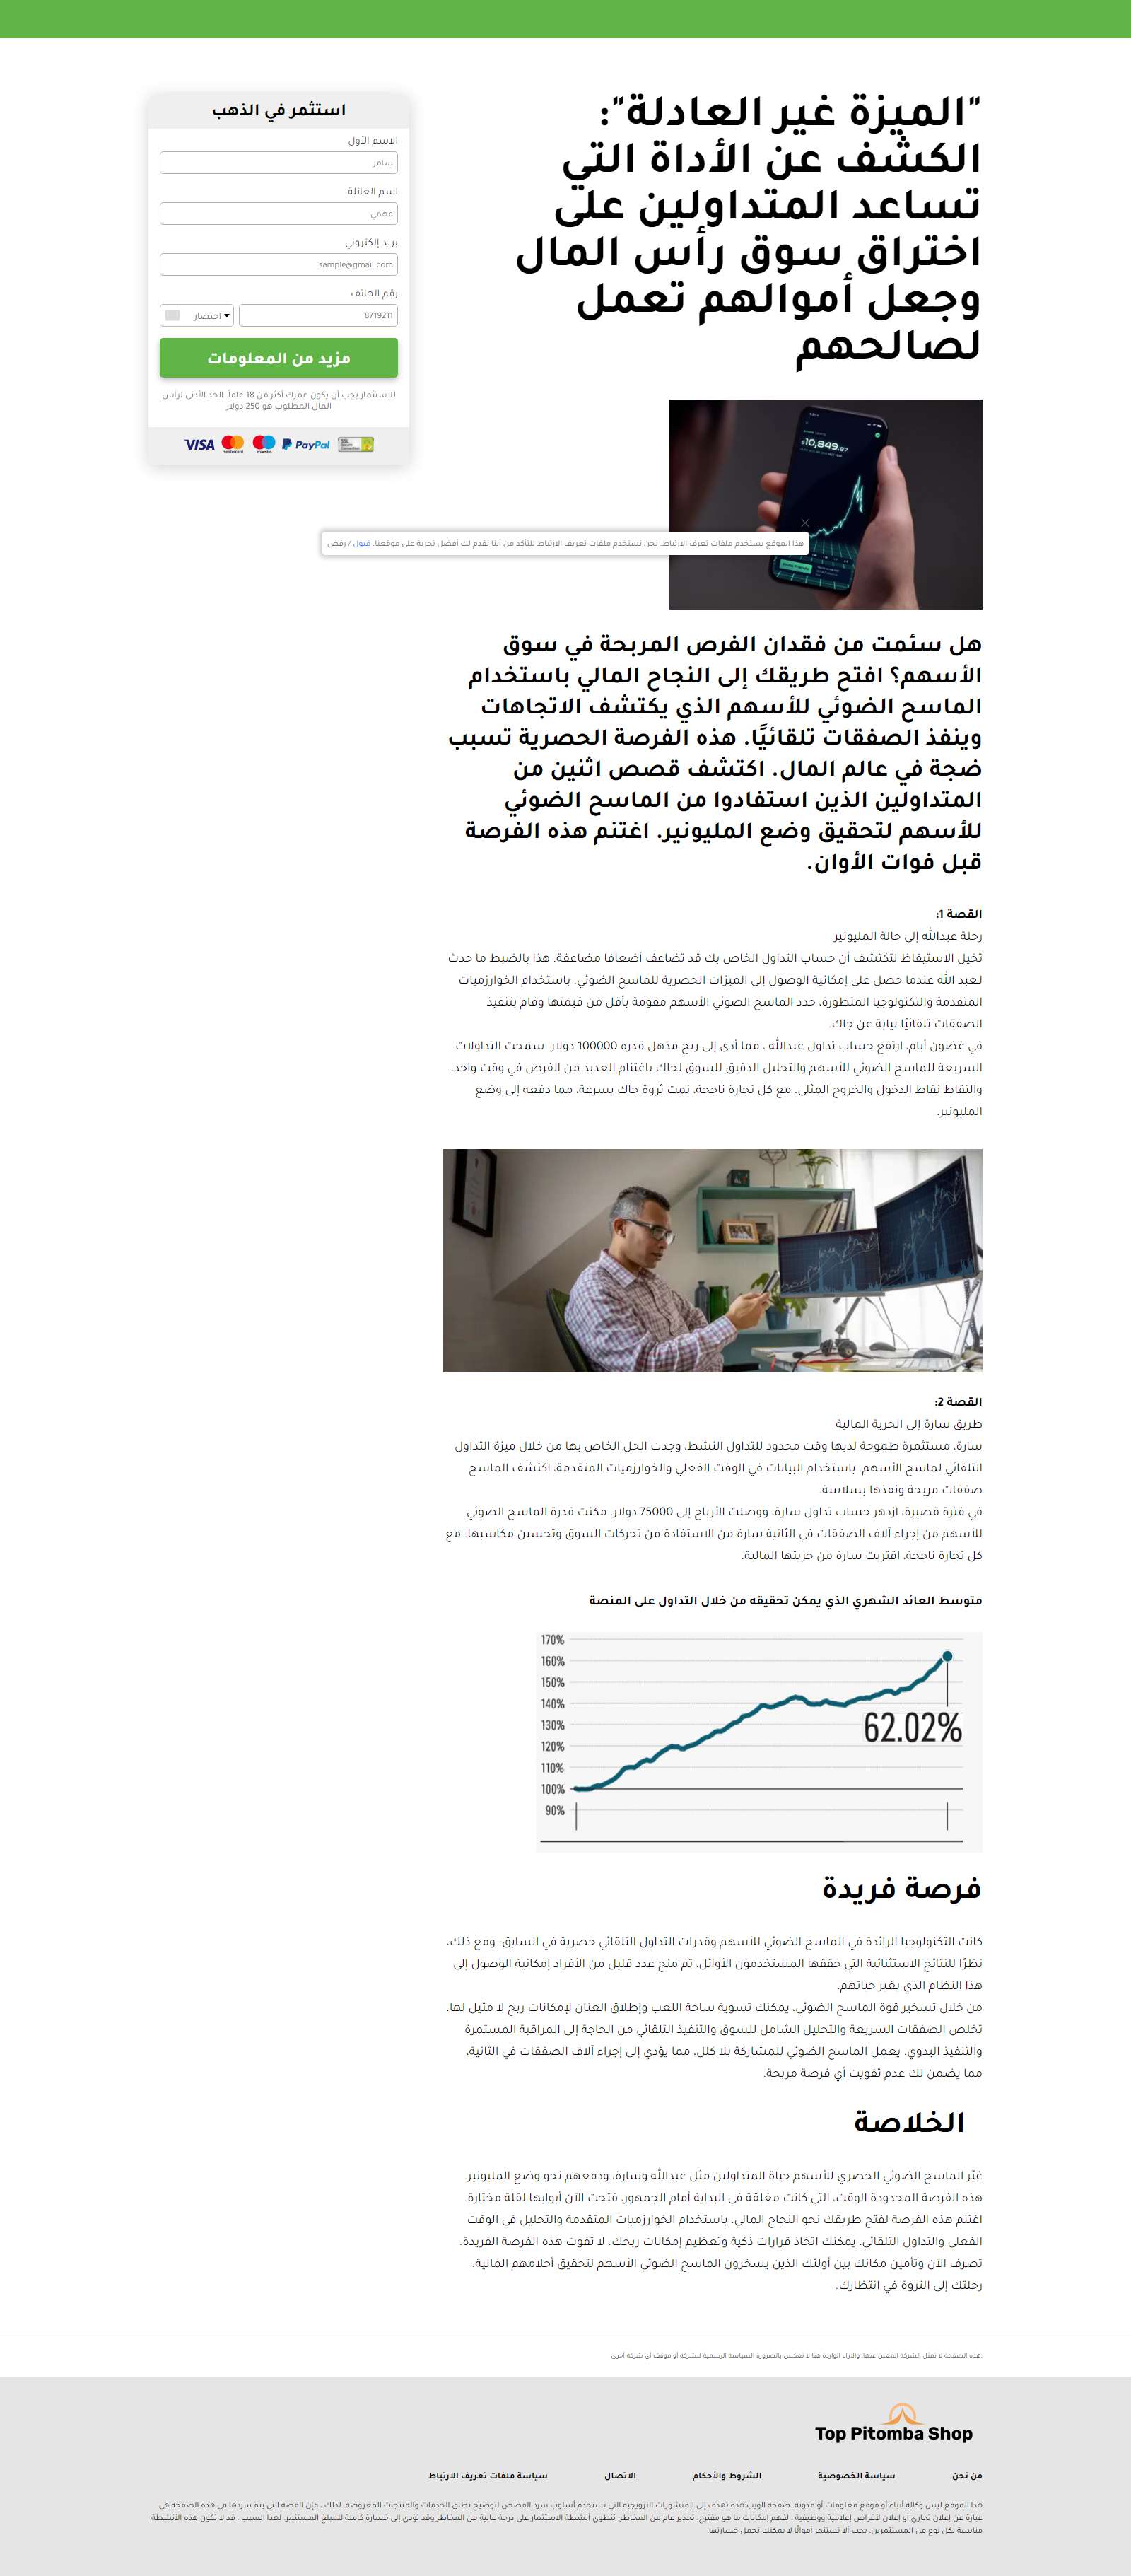 "الميزة غير العادلة":
الكشف عن الأداة التي
تساعد المتداولين على
اختراق سوق رأس المال
وجعل أموالهم تعمل
لصالحهم
استثمر في الذهب
الاسم الأول
سامر
اسم العائلة
فهمي
بريد إلكتروني
sample@gmail.com
رقم الهاتف
8719211
اختصار
مزيد من المعلومات
للاستثمار يجب أن يكون عمرك أكثر من 18 عاماً. الحد الأدنى لرأس
المال المطلوب هو 250 دولار
VISA mastercard maestro PayPal SSL
10,849.87
هذا الموقع يستخدم ملفات تعرف الارتباط. نحن نستخدم ملفات تعريف الارتباط للتأكد من أننا نقدم لك أفضل تجربة على موقعنا. قبول / رفض
هل سئمت من فقدان الفرص المربحة في سوق
الأسهم؟ افتح طريقك إلى النجاح المالي باستخدام
الماسح الضوئي للأسهم الذي يكتشف الاتجاهات
وينفذ الصفقات تلقائيًا. هذه الفرصة الحصرية تسبب
ضجة في عالم المال. اكتشف قصص اثنين من
المتداولين الذين استفادوا من الماسح الضوئي
للأسهم لتحقيق وضع المليونير. اغتنم هذه الفرصة
قبل فوات الأوان.
القصة 1:
رحلة عبدالله إلى حالة المليونير
تخيل الاستيقاظ لتكتشف أن حساب التداول الخاص بك قد تضاعف أضعافا مضاعفة. هذا بالضبط ما حدث
لـعبد الله عندما حصل على إمكانية الوصول إلى الميزات الحصرية للماسح الضوئي. باستخدام الخوارزميات
المتقدمة والتكنولوجيا المتطورة، حدد الماسح الضوئي الأسهم مقومة بأقل من قيمتها وقام بتنفيذ
الصفقات تلقائيًا نيابة عن جاك.
في غضون أيام، ارتفع حساب تداول عبدالله ، مما أدى إلى ربح مذهل قدره 100000 دولار. سمحت التداولات
السريعة للماسح الضوئي للأسهم والتحليل الدقيق للسوق لجاك باغتنام العديد من الفرص في وقت واحد،
والتقاط نقاط الدخول والخروج المثلى. مع كل تجارة ناجحة، نمت ثروة جاك بسرعة، مما دفعه إلى وضع
المليونير.
القصة 2:
طريق سارة إلى الحرية المالية
سارة، مستثمرة طموحة لديها وقت محدود للتداول النشط، وجدت الحل الخاص بها من خلال ميزة التداول
التلقائي لماسح الأسهم. باستخدام البيانات في الوقت الفعلي والخوارزميات المتقدمة، اكتشف الماسح
صفقات مربحة ونفذها بسلاسة.
في فترة قصيرة، ازدهر حساب تداول سارة، ووصلت الأرباح إلى 75000 دولار. مكنت قدرة الماسح الضوئي
للأسهم من إجراء آلاف الصفقات في الثانية سارة من الاستفادة من تحركات السوق وتحسين مكاسبها. مع
كل تجارة ناجحة، اقتربت سارة من حريتها المالية.
متوسط العائد الشهري الذي يمكن تحقيقه من خلال التداول على المنصة
170%
160%
150%
140%
130%
120%
110%
100%
90%
62.02%
فرصة فريدة
كانت التكنولوجيا الرائدة في الماسح الضوئي للأسهم وقدرات التداول التلقائي حصرية في السابق. ومع ذلك،
نظرًا للنتائج الاستثنائية التي حققها المستخدمون الأوائل، تم منح عدد قليل من الأفراد إمكانية الوصول إلى
هذا النظام الذي يغير حياتهم.
من خلال تسخير قوة الماسح الضوئي، يمكنك تسوية ساحة اللعب وإطلاق العنان لإمكانات ربح لا مثيل لها.
تخلص الصفقات السريعة والتحليل الشامل للسوق والتنفيذ التلقائي من الحاجة إلى المراقبة المستمرة
والتنفيذ اليدوي. يعمل الماسح الضوئي للمشاركة بلا كلل، مما يؤدي إلى إجراء آلاف الصفقات في الثانية،
مما يضمن لك عدم تفويت أي فرصة مربحة.
الخلاصة
غيّر الماسح الضوئي الحصري للأسهم حياة المتداولين مثل عبدالله وسارة، ودفعهم نحو وضع المليونير.
هذه الفرصة المحدودة الوقت، التي كانت مغلقة في البداية أمام الجمهور، فتحت الآن أبوابها لقلة مختارة.
اغتنم هذه الفرصة لفتح طريقك نحو النجاح المالي. باستخدام الخوارزميات المتقدمة والتحليل في الوقت
الفعلي والتداول التلقائي، يمكنك اتخاذ قرارات ذكية وتعظيم إمكانات ربحك. لا تفوت هذه الفرصة الفريدة.
تصرف الآن وتأمين مكانك بين أولئك الذين يسخرون الماسح الضوئي الأسهم لتحقيق أحلامهم المالية.
رحلتك إلى الثروة في انتظارك.
هذه الصفحة لا تمثل الشركة المُعلن عنها، والآراء الواردة هنا لا تعكس بالضرورة السياسة الرسمية للشركة أو موقف أي شركة أخرى.
Top Pitomba Shop
من نحن
سياسة الخصوصية
الشروط والأحكام
الاتصال
سياسة ملفات تعريف الارتباط
هذا الموقع ليس وكالة أنباء أو موقع معلومات أو مدونة. صفحة الويب هذه تهدف إلى المنشورات الترويجية التي تستخدم أسلوب سرد القصص لتوضيح نطاق الخدمات والمنتجات المعروضة. لذلك ، فإن القصة التي يتم سردها في هذه الصفحة هي
عبارة عن إعلان تجاري أو إعلان لأغراض إعلامية ووظيفية ، لفهم إمكانات ما هو مقترح. تحذير عام من المخاطر: تنطوي أنشطة الاستثمار على درجة عالية من المخاطر وقد تؤدي إلى خسارة كاملة للمبلغ المستثمر. لهذا السبب ، قد لا تكون هذه الأنشطة
مناسبة لكل نوع من المستثمرين. يجب ألا تستثمر أموالًا لا يمكنك تحمل خسارتها.